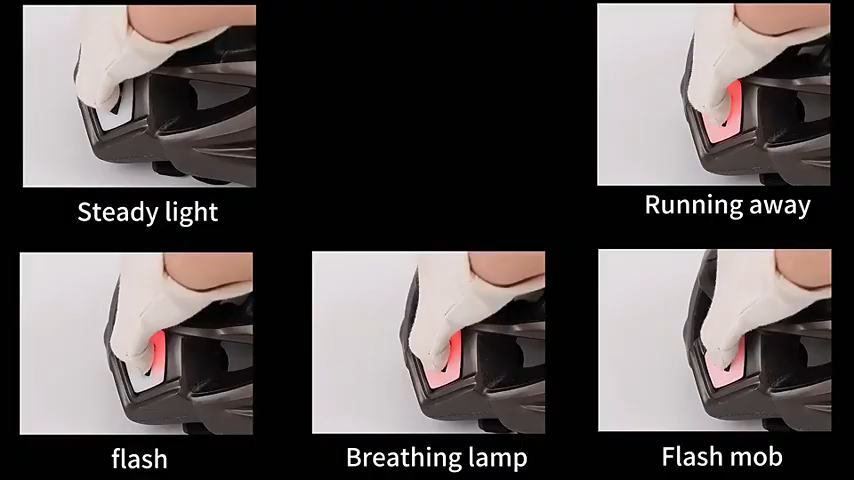 Steady light
Running away
flash
Breathing lamp
Flash mob